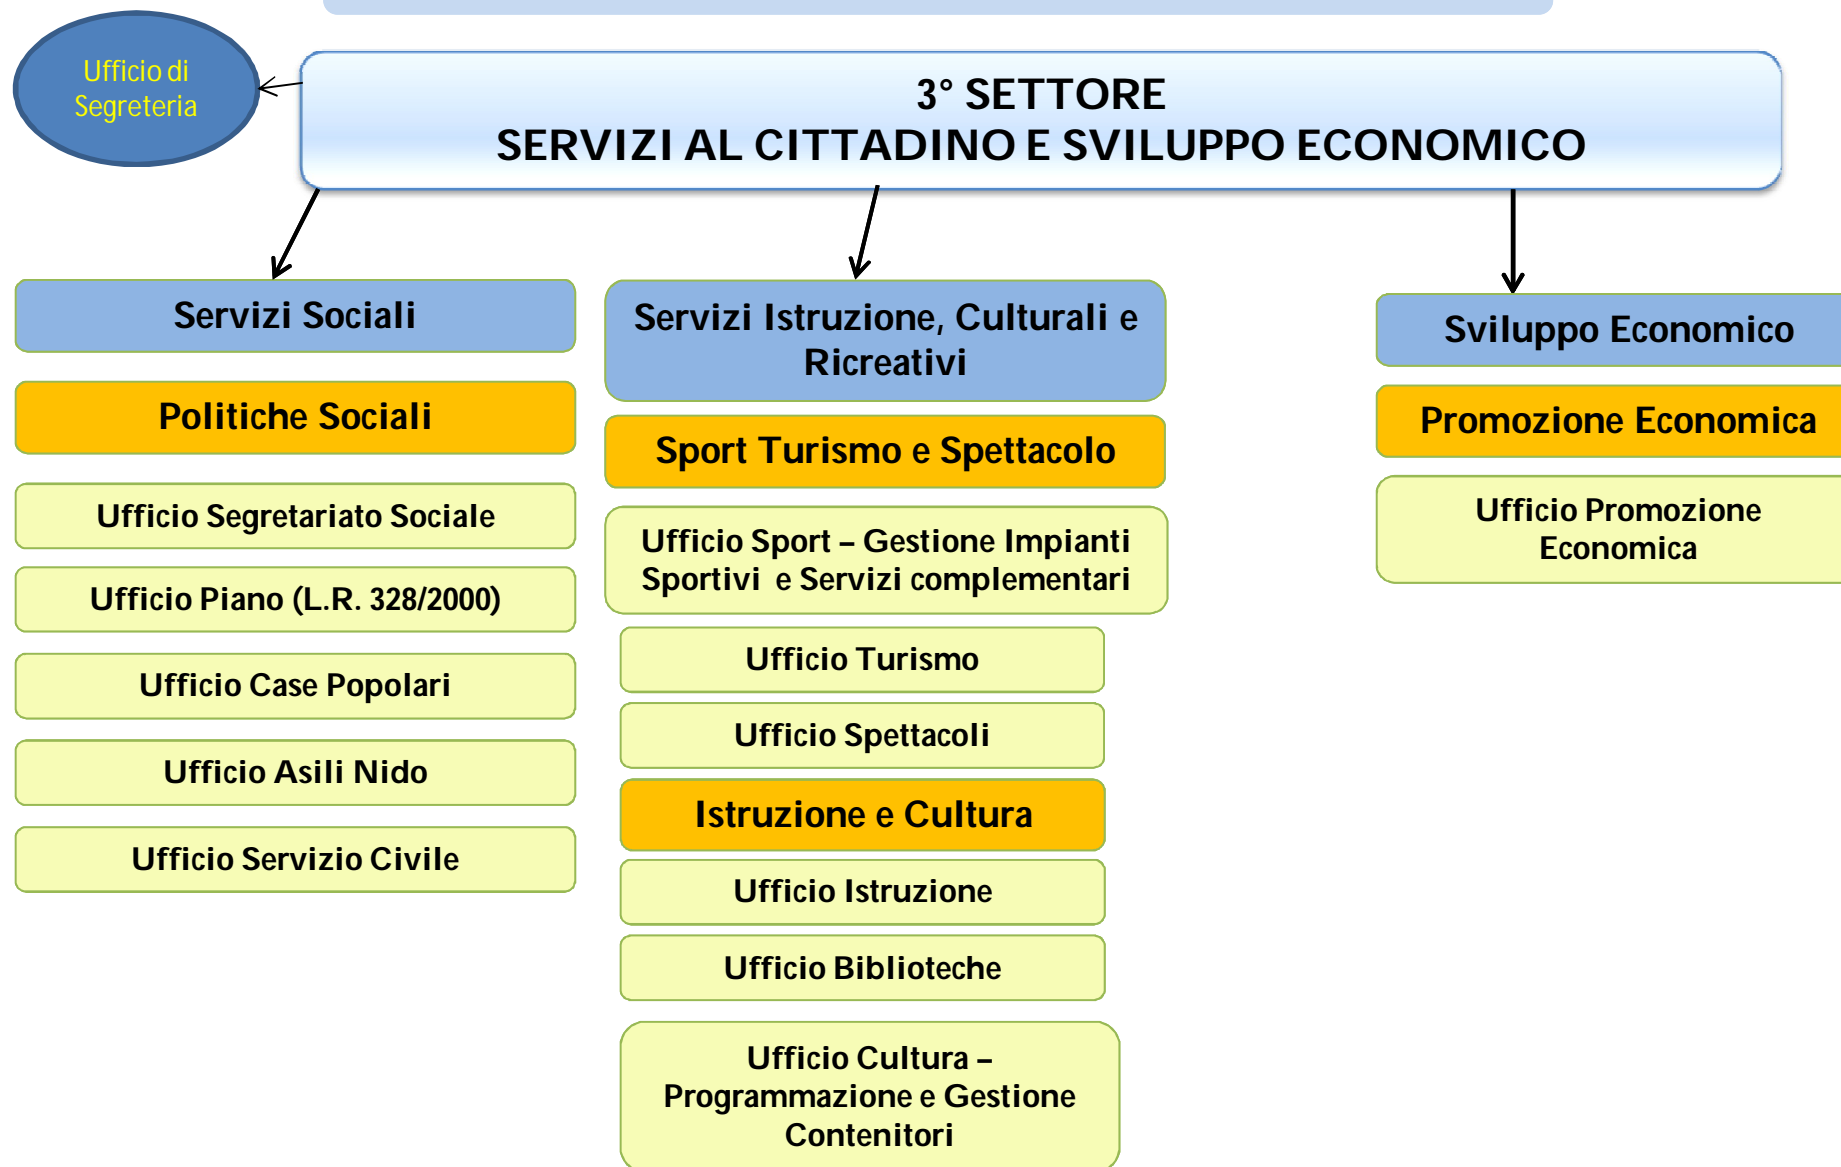 Ufficio di
Segreteria
3° SETTORE
SERVIZI AL CITTADINO E SVILUPPO ECONOMICO
Servizi Sociali
Politiche Sociali
Ufficio Segretariato Sociale
Ufficio Piano (L.R. 328/2000)
Ufficio Case Popolari
Ufficio Asili Nido
Ufficio Servizio Civile
Servizi Istruzione, Culturali e
Ricreativi
Sport Turismo e Spettacolo
Ufficio Sport – Gestione Impianti
Sportivi e Servizi complementari
Ufficio Turismo
Ufficio Spettacoli
Istruzione e Cultura
Ufficio Istruzione
Ufficio Biblioteche
Ufficio Cultura –
Programmazione e Gestione
Contenitori
Sviluppo Economico
Promozione Economica
Ufficio Promozione
Economica